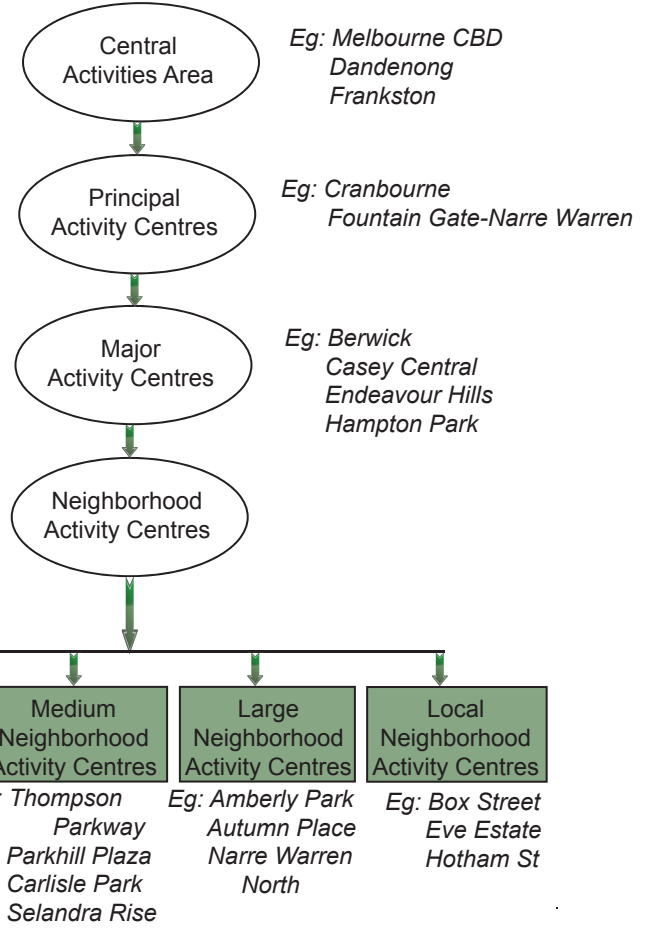 Central
Activities Area
Eg: Melbourne CBD
Dandenong
Frankston
Principal
Activity Centres
Eg: Cranbourne
Fountain Gate-Narre Warren
Major
Activity Centres
Eg: Berwick
Casey Central
Endeavour Hills
Hampton Park
Neighborhood
Activity Centres
Medium
Neighborhood
Activity Centres
: Thompson
Parkway
Parkhill Plaza
Carlisle Park
Selandra Rise
Large
Neighborhood
Activity Centres
Eg: Amberly Park
Autumn Place
Narre Warren
North
Local
Neighborhood
Activity Centres
Eg: Box Street
Eve Estate
Hotham St